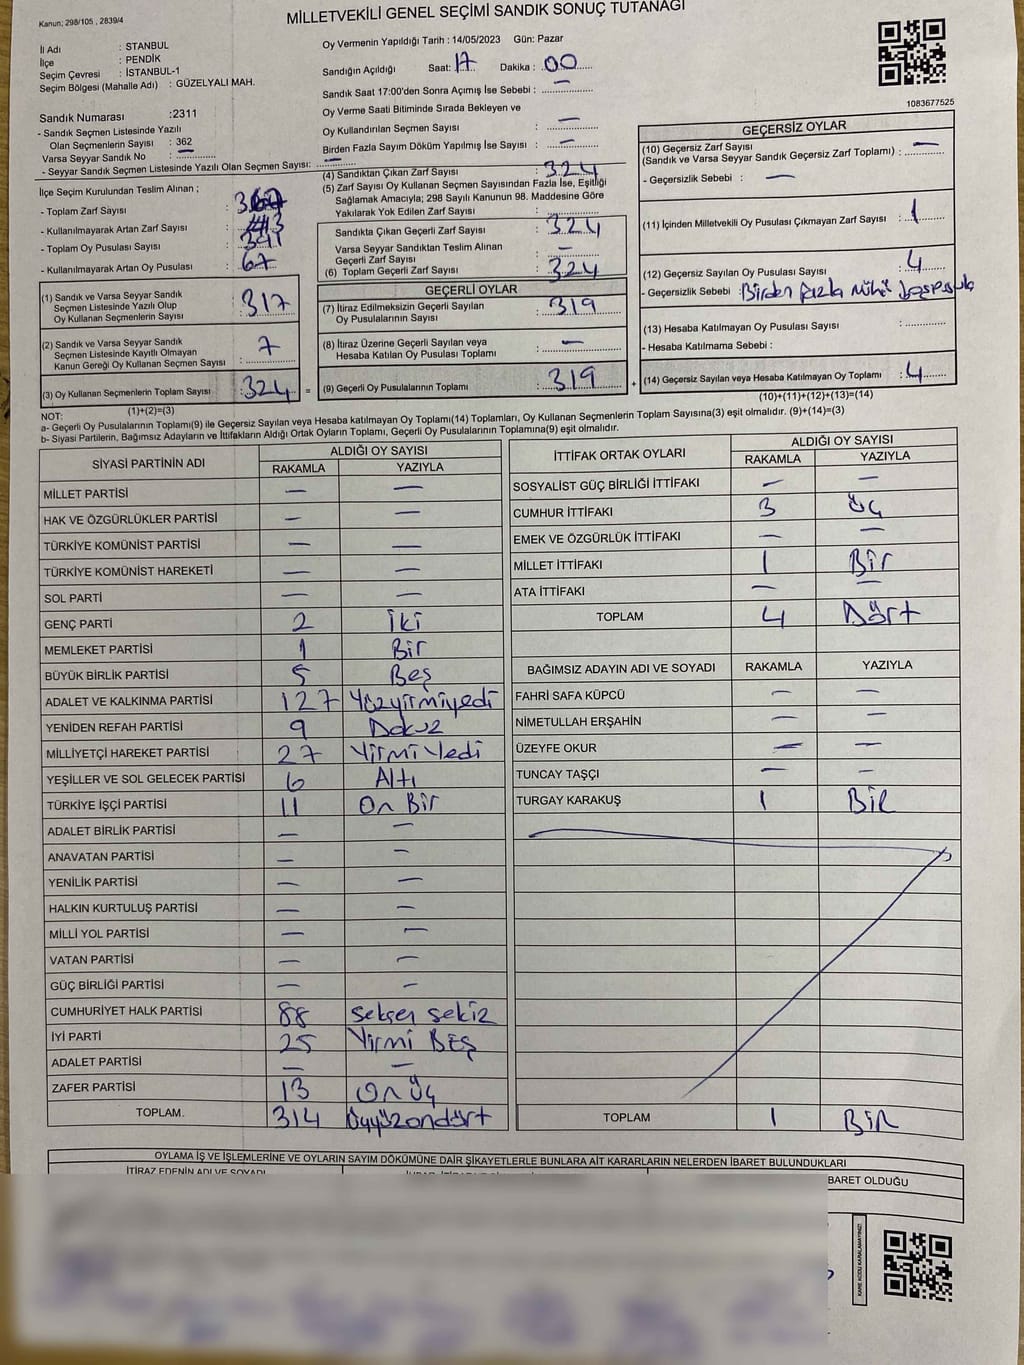 Kanun; 298/105 , 2839/4
MİLLETVEKİLİ GENEL SEÇİMİ SANDIK SONUÇ TUTANAĞI
İl Adı : STANBUL
İlçe : PENDİK
Seçim Çevresi : İSTANBUL-1
Seçim Bölgesi (Mahalle Adı) : GÜZELYALI MAH.
Oy Vermenin Yapıldığı Tarih : 14/05/2023 Gün: Pazar
Sandığın Açıldığı Saat: 17 Dakika : 00
Sandık Saat 17:00'den Sonra Açımış İse Sebebi : —
Oy Verme Saati Bitiminde Sırada Bekleyen ve
Oy Kullandırılan Seçmen Sayısı : —
Birden Fazla Sayım Döküm Yapılmış İse Sayısı : —
1083677525
Sandık Numarası :2311
- Sandık Seçmen Listesinde Yazılı
Olan Seçmenlerin Sayısı : 362
Varsa Seyyar Sandık No : —
- Seyyar Sandık Seçmen Listesinde Yazılı Olan Seçmen Sayısı: —
İlçe Seçim Kurulundan Teslim Alınan ;
- Toplam Zarf Sayısı :
- Kullanılmayarak Artan Zarf Sayısı :
- Toplam Oy Pusulası Sayısı : 391
- Kullanılmayarak Artan Oy Pusulası : 67
(1) Sandık ve Varsa Seyyar Sandık
Seçmen Listesinde Yazılı Olup
Oy Kullanan Seçmenlerin Sayısı : 317
(2) Sandık ve Varsa Seyyar Sandık
Seçmen Listesinde Kayıtlı Olmayan
Kanun Gereği Oy Kullanan Seçmen Sayısı : 7
(3) Oy Kullanan Seçmenlerin Toplam Sayısı : 324 =
(1)+(2)=(3)
(4) Sandıktan Çıkan Zarf Sayısı : 324
(5) Zarf Sayısı Oy Kullanan Seçmen Sayısından Fazla İse, Eşitliği
Sağlamak Amacıyla; 298 Sayılı Kanunun 98. Maddesine Göre
Yakılarak Yok Edilen Zarf Sayısı :
Sandıkta Çıkan Geçerli Zarf Sayısı : 324
Varsa Seyyar Sandıktan Teslim Alınan
Geçerli Zarf Sayısı : —
(6) Toplam Geçerli Zarf Sayısı : 324
GEÇERLİ OYLAR
(7) İtiraz Edilmeksizin Geçerli Sayılan
Oy Pusulalarının Sayısı : 319
(8) İtiraz Üzerine Geçerli Sayılan veya
Hesaba Katılan Oy Pusulası Toplamı : —
(9) Geçerli Oy Pusulalarının Toplamı : 319 +
GEÇERSİZ OYLAR
(10) Geçersiz Zarf Sayısı
(Sandık ve Varsa Seyyar Sandık Geçersiz Zarf Toplamı) : —
- Geçersizlik Sebebi : —
(11) İçinden Milletvekili Oy Pusulası Çıkmayan Zarf Sayısı : 1
(12) Geçersiz Sayılan Oy Pusulası Sayısı : 4
- Geçersizlik Sebebi : Birden fazla mühür
(13) Hesaba Katılmayan Oy Pusulası Sayısı :
- Hesaba Katılmama Sebebi :
(14) Geçersiz Sayılan veya Hesaba Katılmayan Oy Toplamı : 4
(10)+(11)+(12)+(13)=(14)
NOT:
a- Geçerli Oy Pusulalarının Toplamı(9) ile Geçersiz Sayılan veya Hesaba katılmayan Oy Toplamı(14) Toplamları, Oy Kullanan Seçmenlerin Toplam Sayısına(3) eşit olmalıdır. (9)+(14)=(3)
b- Siyasi Partilerin, Bağımsız Adayların ve İttifakların Aldığı Ortak Oyların Toplamı, Geçerli Oy Pusulalarının Toplamına(9) eşit olmalıdır.
SİYASİ PARTİNİN ADI ALDIĞI OY SAYISI
RAKAMLA YAZIYLA
MİLLET PARTİSİ — —
HAK VE ÖZGÜRLÜKLER PARTİSİ — —
TÜRKİYE KOMÜNİST PARTİSİ — —
TÜRKİYE KOMÜNİST HAREKETİ — —
SOL PARTİ — —
GENÇ PARTİ 2 İki
MEMLEKET PARTİSİ 1 Bir
BÜYÜK BİRLİK PARTİSİ 5 Beş
ADALET VE KALKINMA PARTİSİ 127 Yüzyirmiyedi
YENİDEN REFAH PARTİSİ 9 Dokuz
MİLLİYETÇİ HAREKET PARTİSİ 27 Yirmi Yedi
YEŞİLLER VE SOL GELECEK PARTİSİ 6 Altı
TÜRKİYE İŞÇİ PARTİSİ 11 On Bir
ADALET BİRLİK PARTİSİ — —
ANAVATAN PARTİSİ — —
YENİLİK PARTİSİ — —
HALKIN KURTULUŞ PARTİSİ — —
MİLLİ YOL PARTİSİ — —
VATAN PARTİSİ — —
GÜÇ BİRLİĞİ PARTİSİ — —
CUMHURİYET HALK PARTİSİ 88 Seksen Sekiz
İYİ PARTİ 25 Yirmi BEŞ
ADALET PARTİSİ — —
ZAFER PARTİSİ 13 On Üç
TOPLAM. 314 Üçyüzondört
İTTİFAK ORTAK OYLARI ALDIĞI OY SAYISI
RAKAMLA YAZIYLA
SOSYALİST GÜÇ BİRLİĞİ İTTİFAKI — —
CUMHUR İTTİFAKI 3 Üç
EMEK VE ÖZGÜRLÜK İTTİFAKI — —
MİLLET İTTİFAKI 1 Bir
ATA İTTİFAKI — —
TOPLAM 4 Dört
BAĞIMSIZ ADAYIN ADI VE SOYADI RAKAMLA YAZIYLA
FAHRİ SAFA KÜPCÜ — —
NİMETULLAH ERŞAHİN — —
ÜZEYFE OKUR — —
TUNCAY TAŞÇI — —
TURGAY KARAKUŞ 1 BİR
TOPLAM 1 BİR
OYLAMA İŞ VE İŞLEMLERİNE VE OYLARIN SAYIM DÖKÜMÜNE DAİR ŞİKAYETLERLE BUNLARA AİT KARARLARIN NELERDEN İBARET BULUNDUKLARI
İTİRAZ EDENİN ADI VE SOYADI
BARET OLDUĞU
KARE KODU KARALAMAYINIZ!